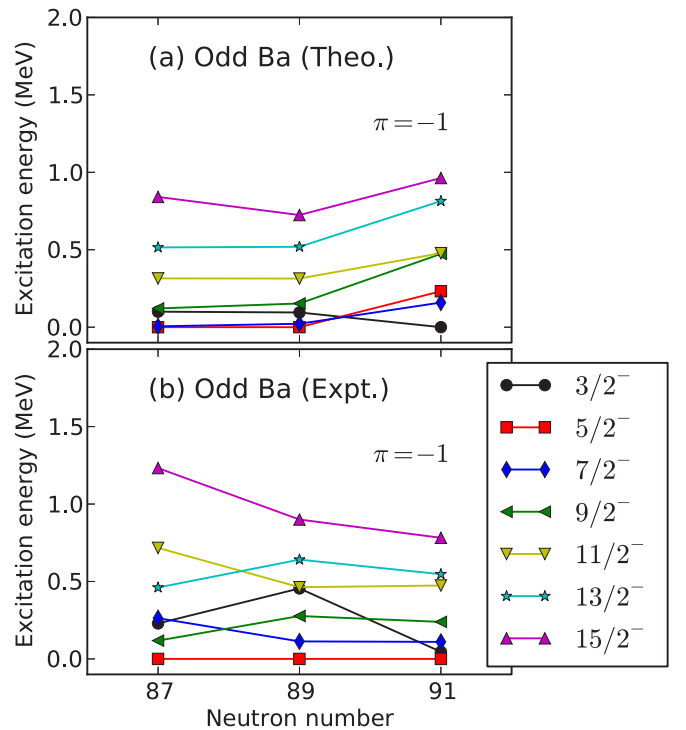 2.0
(a) Odd Ba (Theo.)
1.5
π=−1
1.0
0.5
0.0
Excitation energy (MeV)
2.0
(b) Odd Ba (Expt.)
1.5
π=−1
1.0
0.5
0.0
Excitation energy (MeV)
87 89 91
Neutron number
3/2⁻
5/2⁻
7/2⁻
9/2⁻
11/2⁻
13/2⁻
15/2⁻